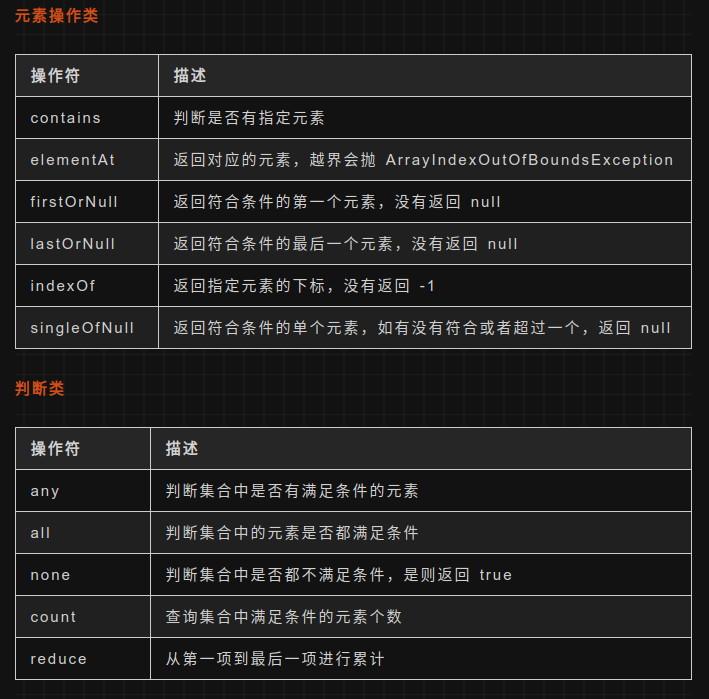 元素操作类
操作符 描述
contains 判断是否有指定元素
elementAt 返回对应的元素，越界会抛 ArrayIndexOutOfBoundsException
firstOrNull 返回符合条件的第一个元素，没有返回 null
lastOrNull 返回符合条件的最后一个元素，没有返回 null
indexOf 返回指定元素的下标，没有返回 -1
singleOfNull 返回符合条件的单个元素，如有没有符合或者超过一个，返回 null
判断类
操作符 描述
any 判断集合中是否有满足条件的元素
all 判断集合中的元素是否都满足条件
none 判断集合中是否都不满足条件，是则返回 true
count 查询集合中满足条件的元素个数
reduce 从第一项到最后一项进行累计